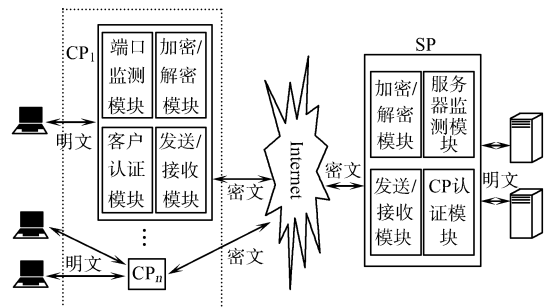 CP1
端口
监测
模块
加密/
解密
模块
客户
认证
模块
发送/
接收
模块
明文
密文
Internet
密文
SP
加密/
解密
模块
服务
器监
测模
块
发送/
接收
模块
CP认
证模
块
明文
⋮
明文
CPn
密文